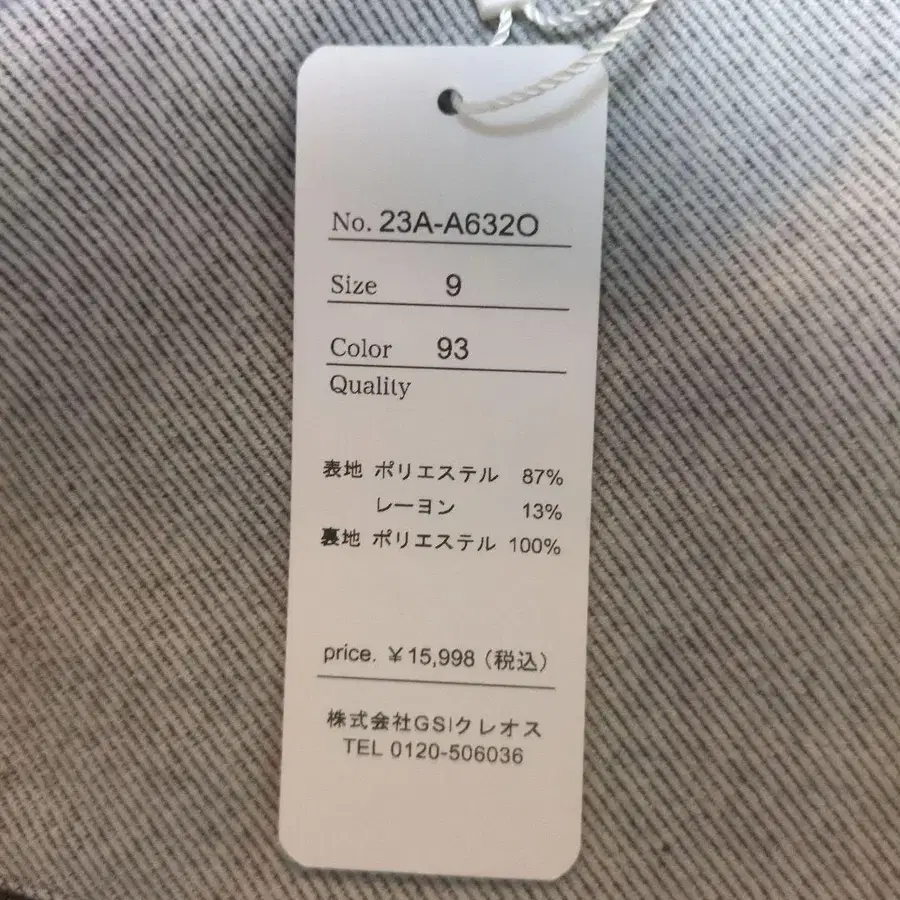 No. 23A-A632O
Size 9
Color 93
Quality
表地 ポリエステル 87%
レーヨン 13%
裏地 ポリエステル 100%
price. ¥15,998（税込）
株式会社GSIクレオス
TEL 0120-506036